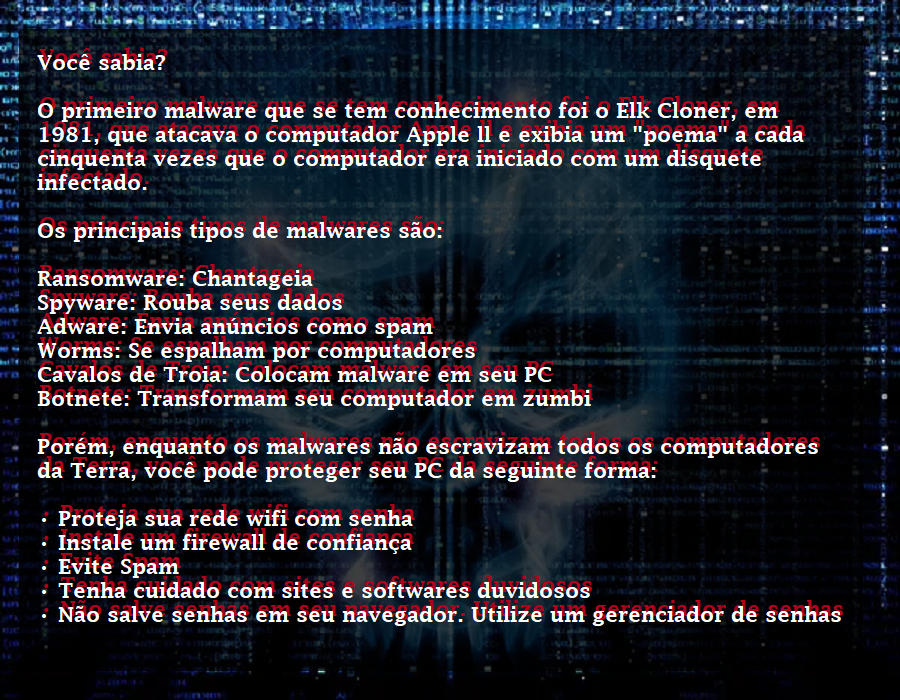 Você sabia?
O primeiro malware que se tem conhecimento foi o Elk Cloner, em
1981, que atacava o computador Apple ll e exibia um "poema" a cada
cinquenta vezes que o computador era iniciado com um disquete
infectado.
Os principais tipos de malwares são:
Ransomware: Chantageia
Spyware: Rouba seus dados
Adware: Envia anúncios como spam
Worms: Se espalham por computadores
Cavalos de Troia: Colocam malware em seu PC
Botnete: Transformam seu computador em zumbi
Porém, enquanto os malwares não escravizam todos os computadores
da Terra, você pode proteger seu PC da seguinte forma:
· Proteja sua rede wifi com senha
· Instale um firewall de confiança
· Evite Spam
· Tenha cuidado com sites e softwares duvidosos
· Não salve senhas em seu navegador. Utilize um gerenciador de senhas